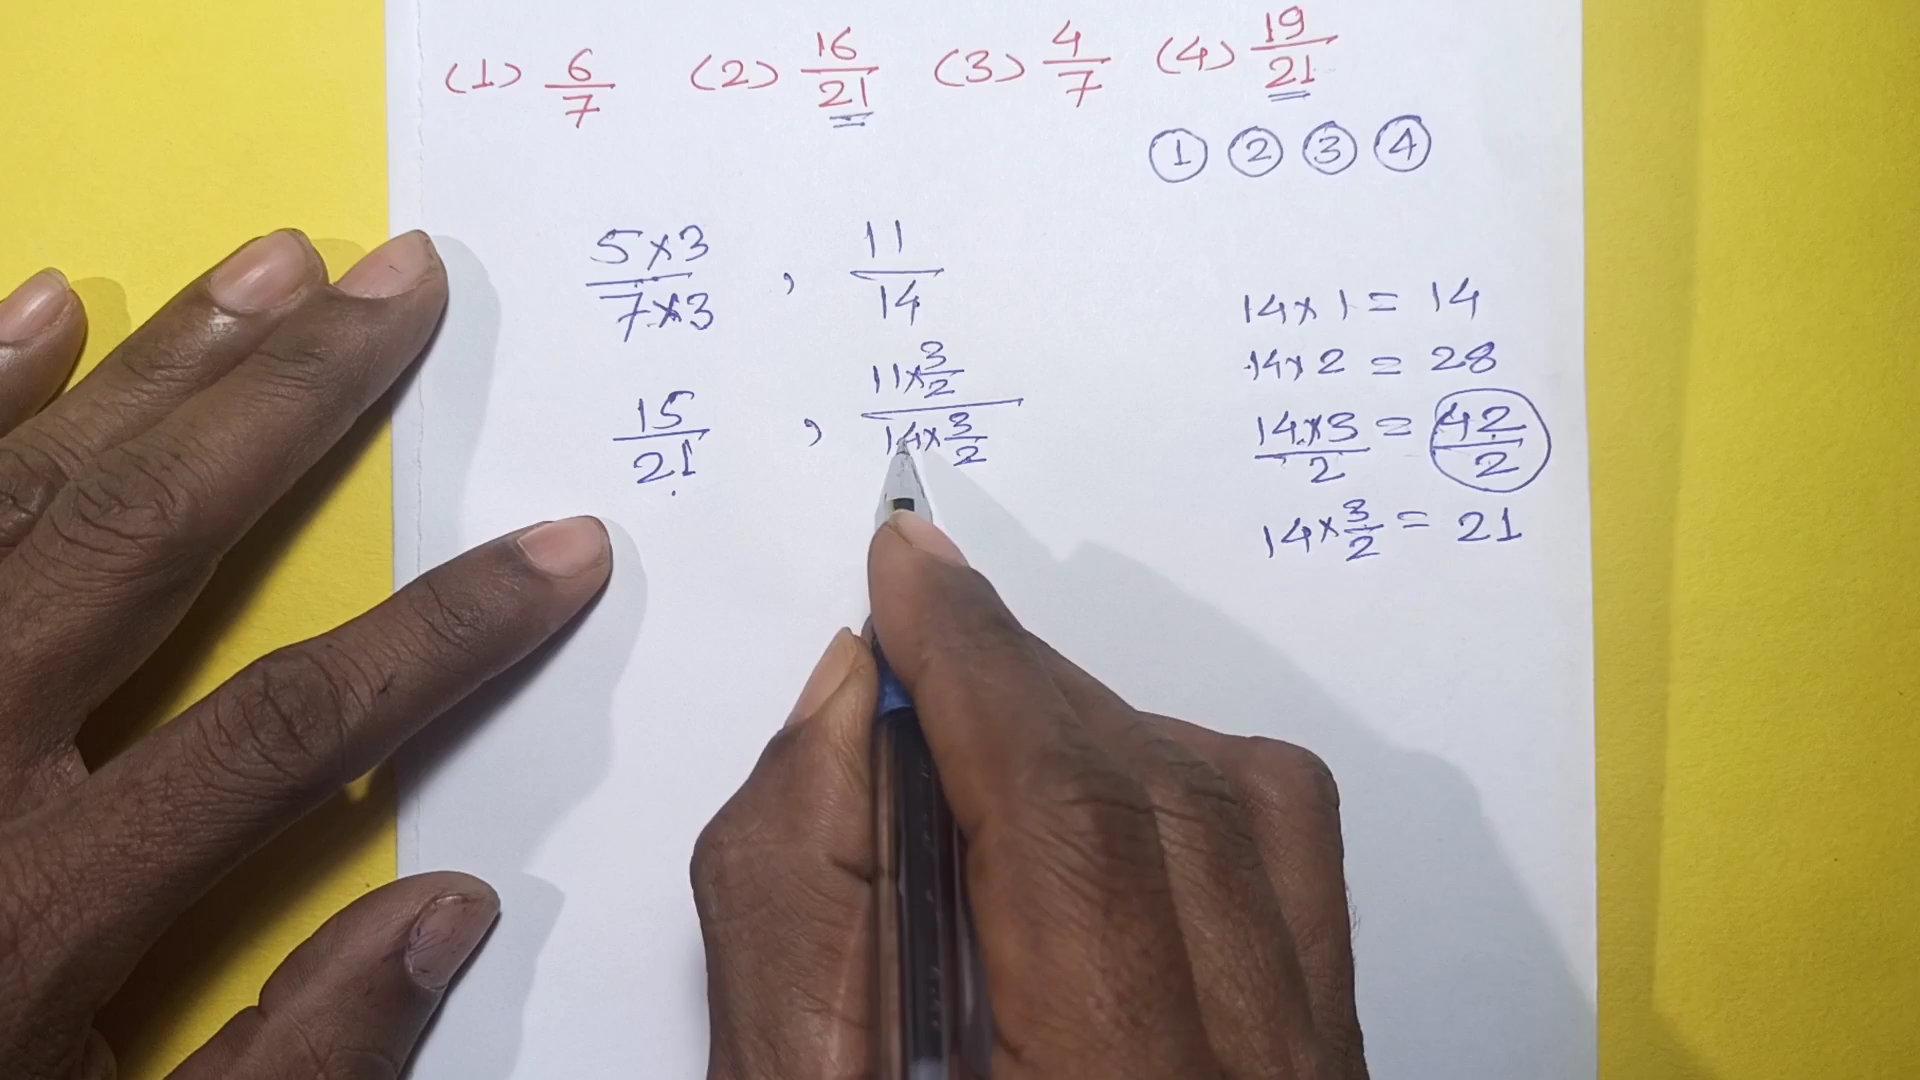 (1) 6/7 (2) 16/21 (3) 4/7 (4) 19/21
① ② ③ ④
5×3/7×3 , 11/14
14×1 = 14
14×2 = 28
15/21 , 11×3/2/14×3/2
14×3/2 = 42/2
14×3/2 = 21